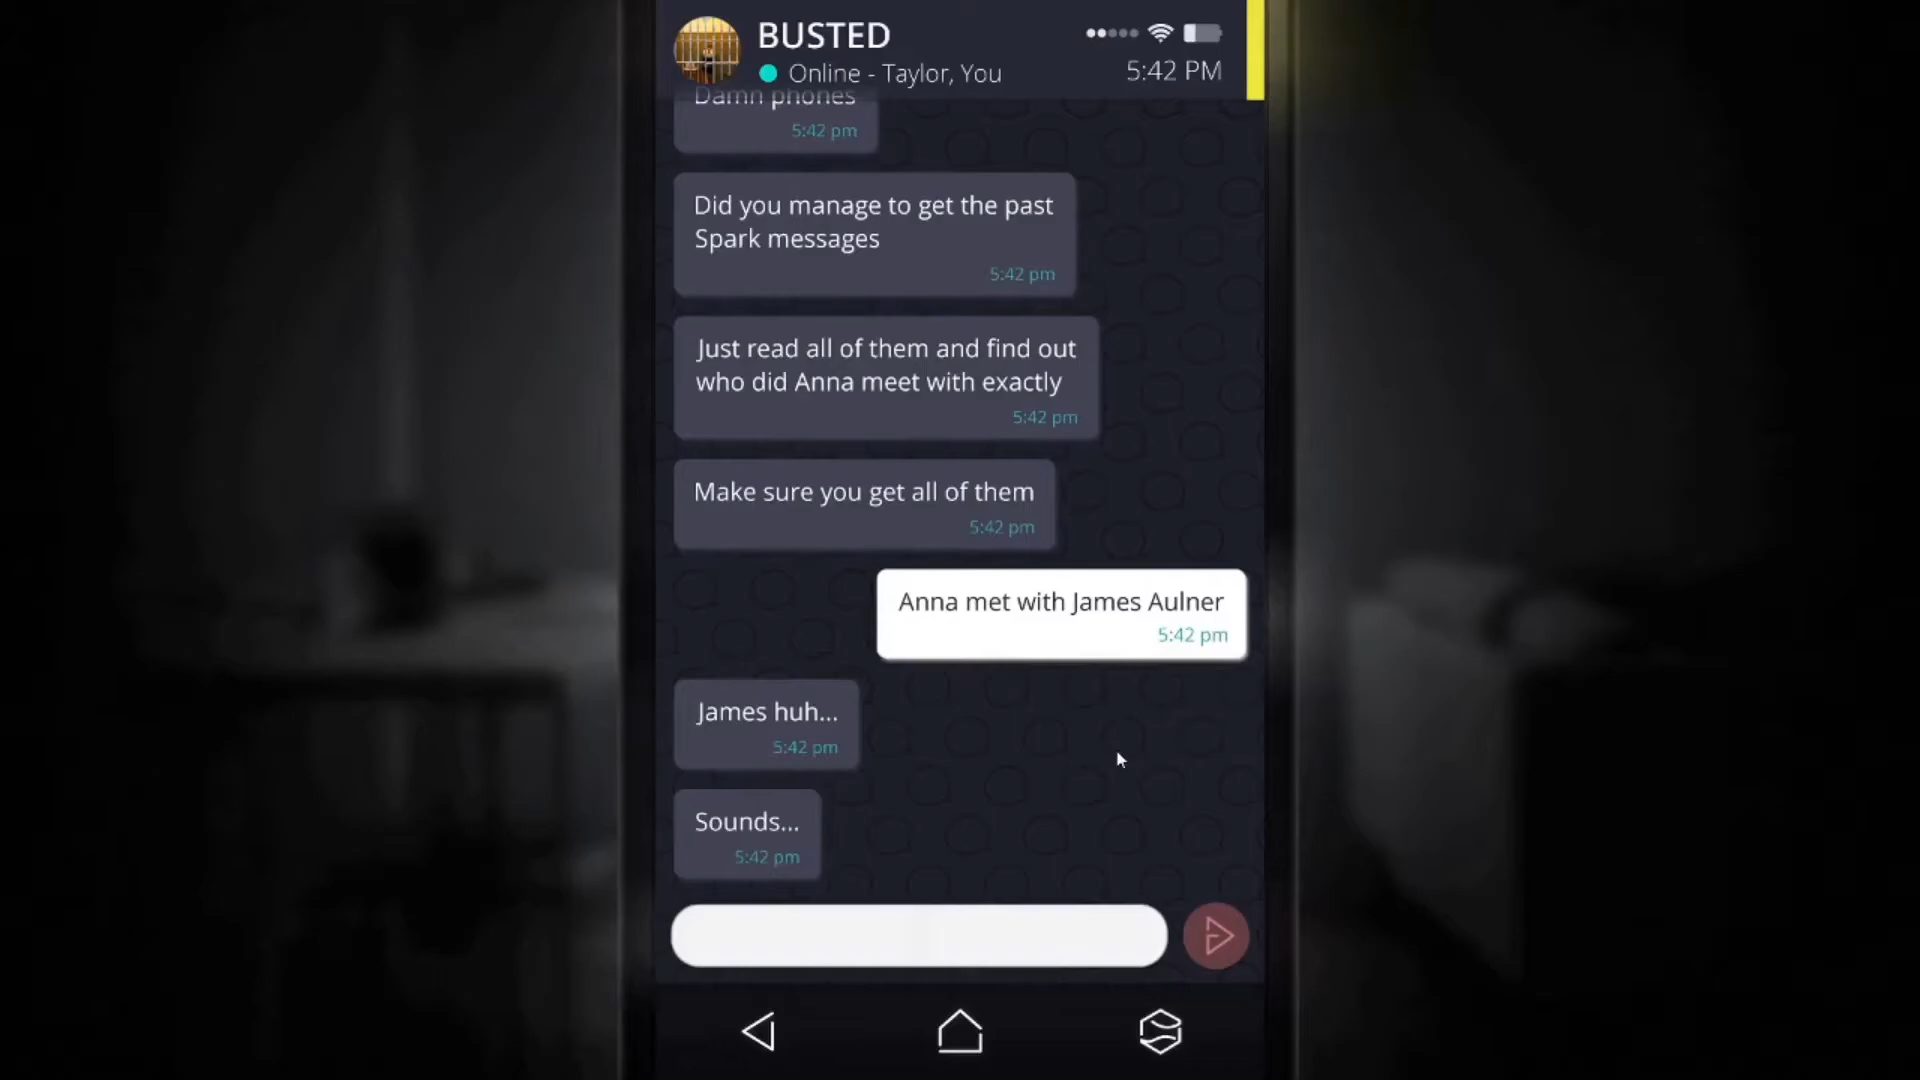 BUSTED
Online - Taylor, You
5:42 PM
Damn phones
5:42 pm
Did you manage to get the past
Spark messages
5:42 pm
Just read all of them and find out
who did Anna meet with exactly
5:42 pm
Make sure you get all of them
5:42 pm
Anna met with James Aulner
5:42 pm
James huh...
5:42 pm
Sounds...
5:42 pm